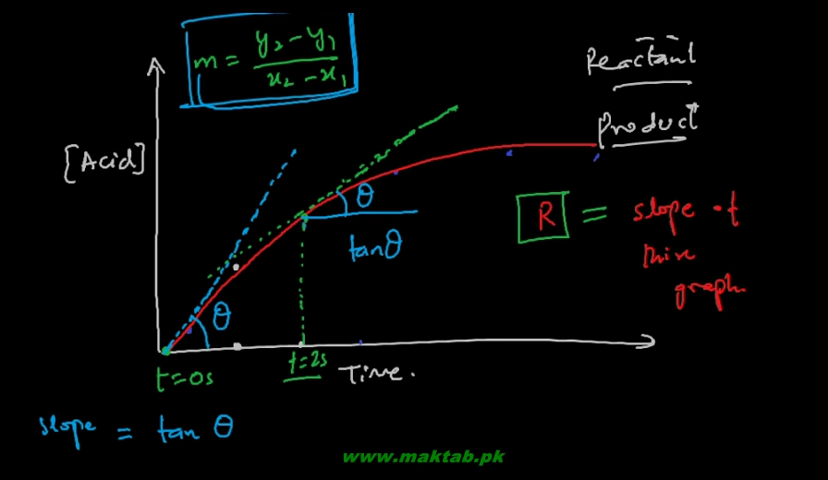 m = y₂ - y₁ / x₂ - x₁
Reactant
Product
[Acid]
θ
tanθ
R = slope of
graph
θ
t=0s
t=2s
Time.
slope = tan θ
www.maktab.pk